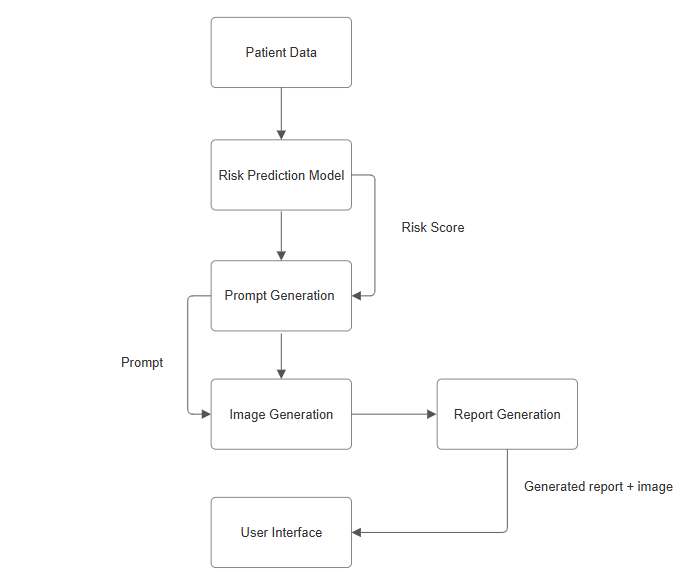 Patient Data
Risk Prediction Model
Risk Score
Prompt Generation
Prompt
Image Generation
Report Generation
Generated report + image
User Interface